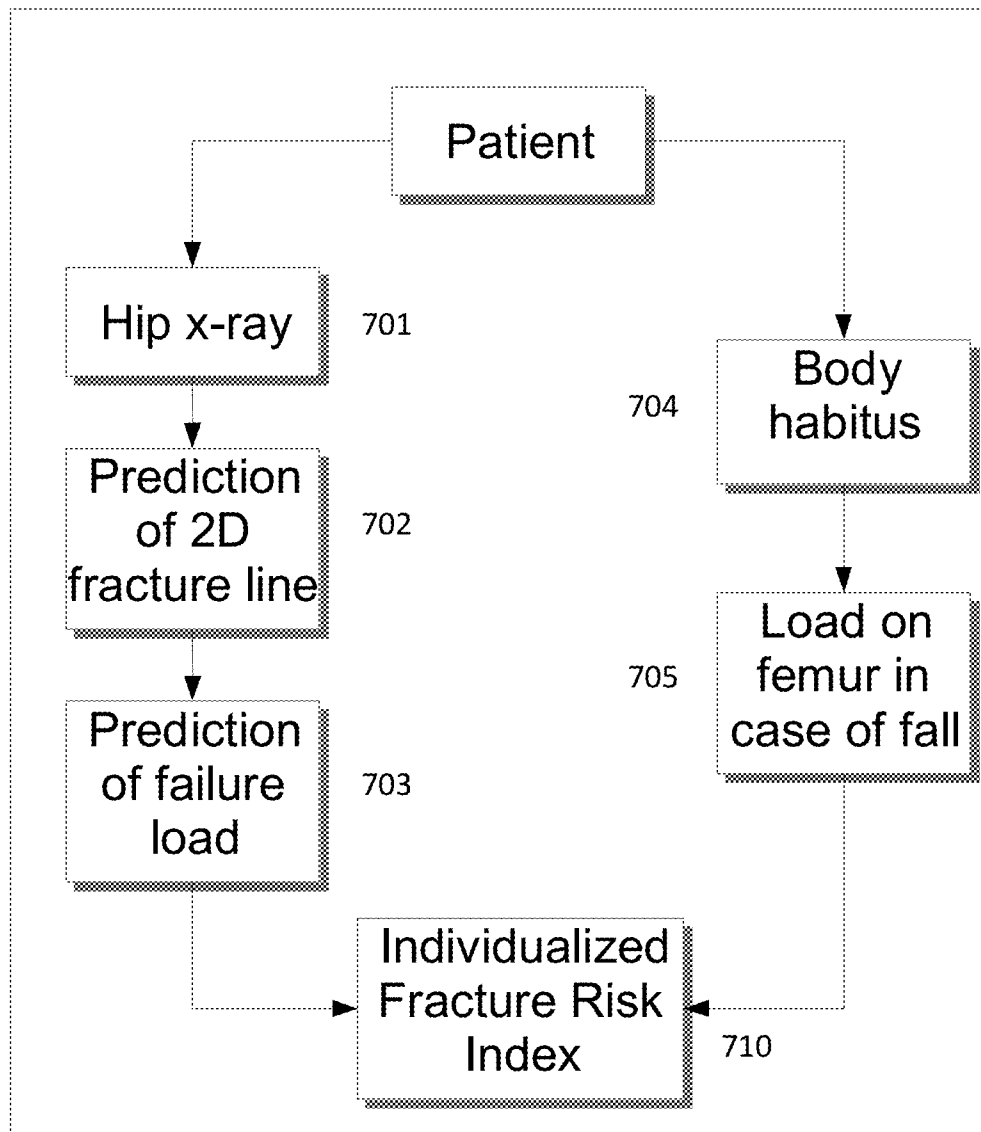 Patient
Hip x-ray
701
Prediction
of 2D
fracture line
702
Prediction
of failure
load
703
Body
habitus
704
Load on
femur in
case of fall
705
Individualized
Fracture Risk
Index
710